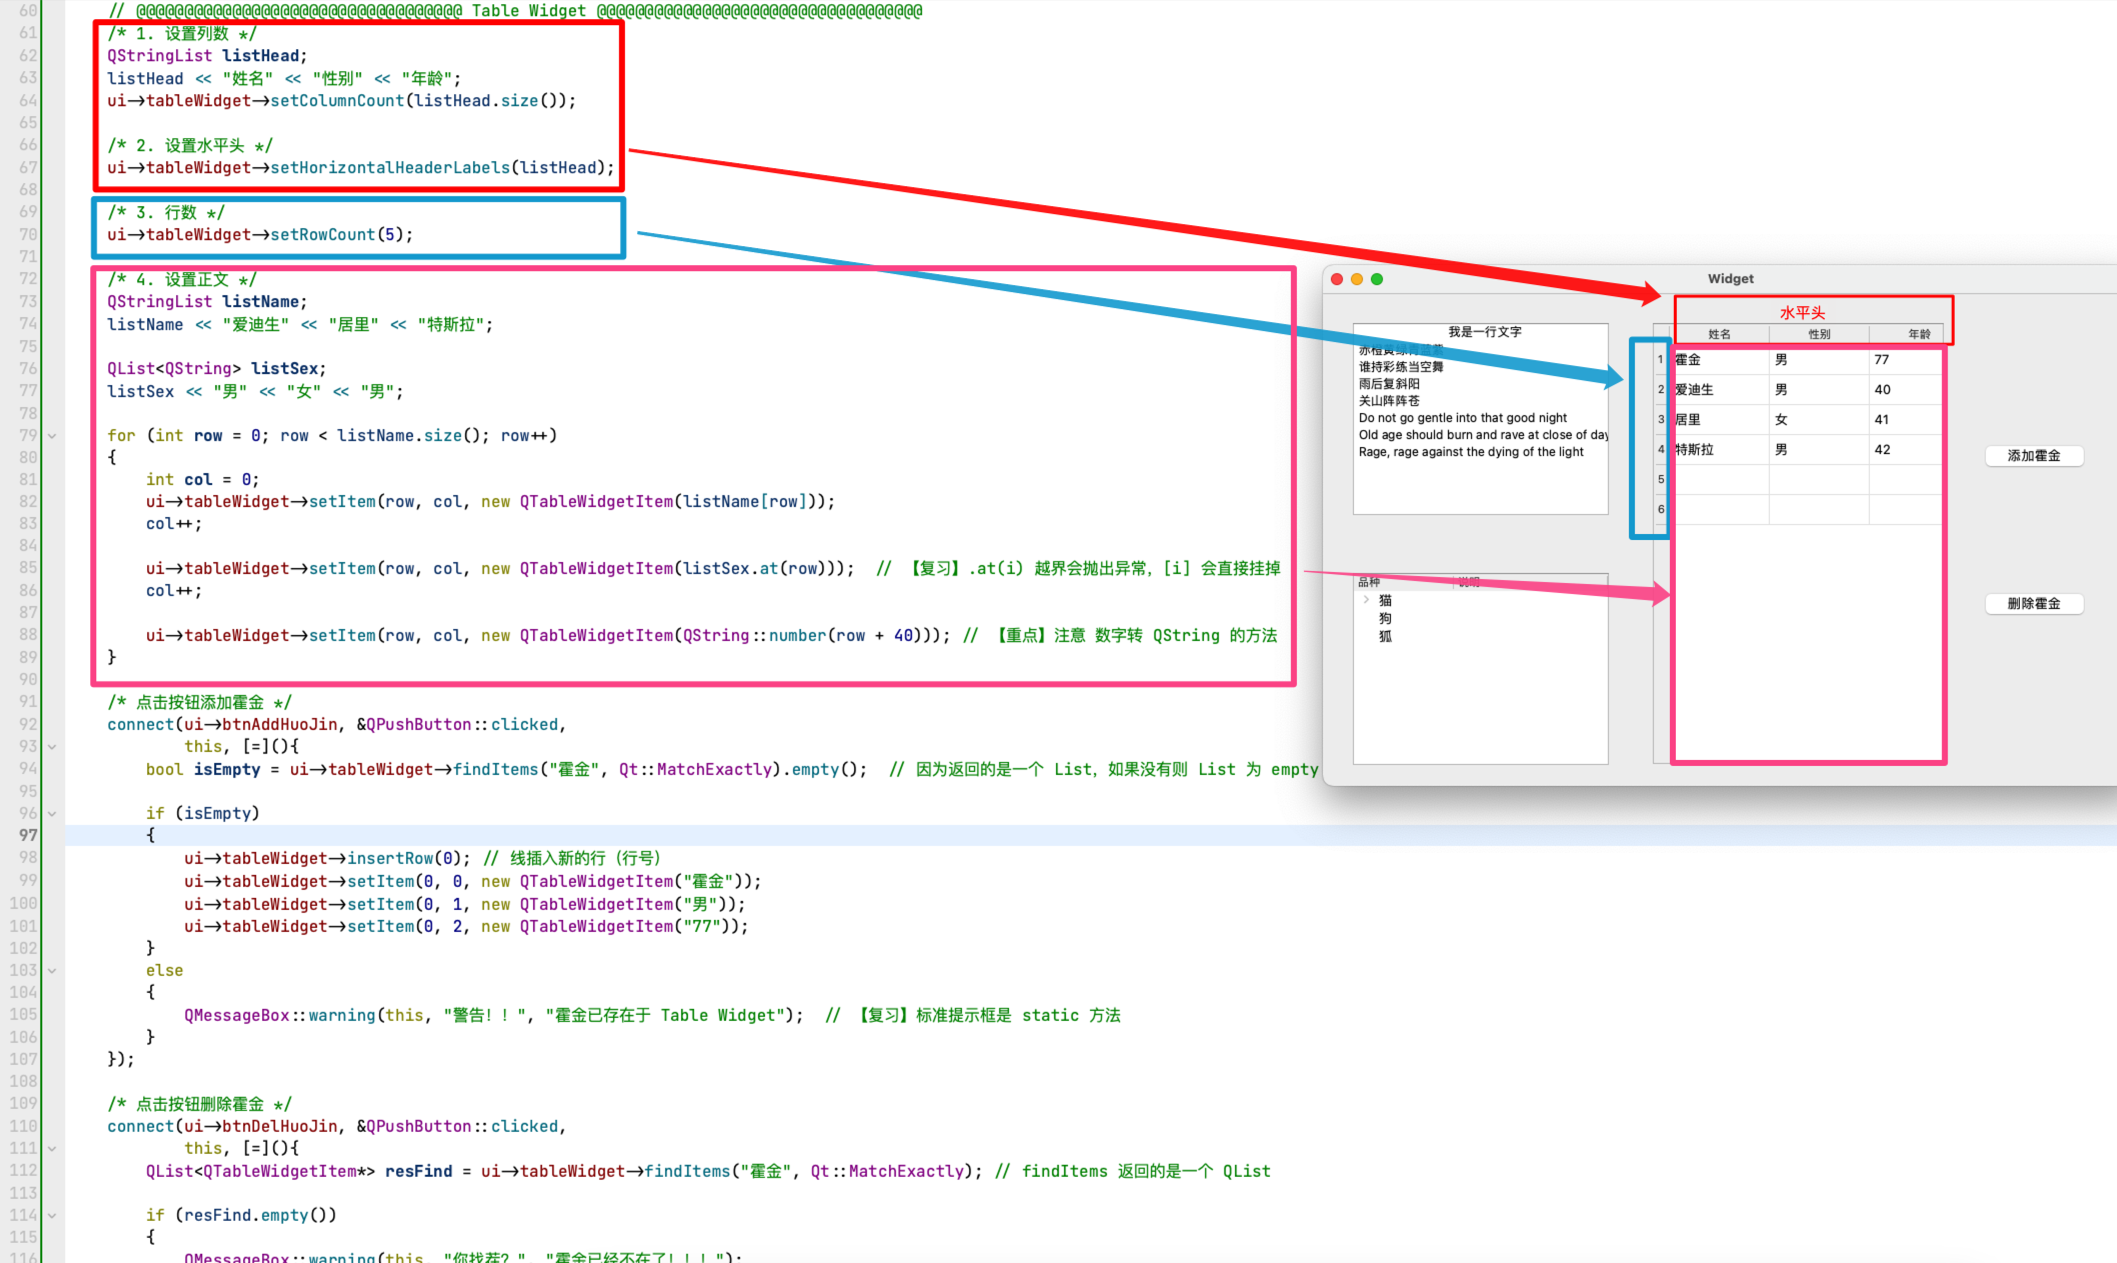 60 // @@@@@@@@@@@@@@@@@@@@@@@@@@@@@@@@@@ Table Widget @@@@@@@@@@@@@@@@@@@@@@@@@@@@@@@@@@
61 /* 1. 设置列数 */
62 QStringList listHead;
63 listHead << "姓名" << "性别" << "年龄";
64 ui->tableWidget->setColumnCount(listHead.size());
65
66 /* 2. 设置水平头 */
67 ui->tableWidget->setHorizontalHeaderLabels(listHead);
68
69 /* 3. 行数 */
70 ui->tableWidget->setRowCount(5);
71
72 /* 4. 设置正文 */
73 QStringList listName;
74 listName << "爱迪生" << "居里" << "特斯拉";
75
76 QList<QString> listSex;
77 listSex << "男" << "女" << "男";
78
79 for (int row = 0; row < listName.size(); row++)
80 {
81 int col = 0;
82 ui->tableWidget->setItem(row, col, new QTableWidgetItem(listName[row]));
83 col++;
84
85 ui->tableWidget->setItem(row, col, new QTableWidgetItem(listSex.at(row))); // 【复习】.at(i) 越界会抛出异常，[i] 会直接挂掉
86 col++;
87
88 ui->tableWidget->setItem(row, col, new QTableWidgetItem(QString::number(row + 40))); // 【重点】注意 数字转 QString 的方法
89 }
90
91 /* 点击按钮添加霍金 */
92 connect(ui->btnAddHuoJin, &QPushButton::clicked,
93 this, [=](){
94 bool isEmpty = ui->tableWidget->findItems("霍金", Qt::MatchExactly).empty(); // 因为返回的是一个 List，如果没有则 List 为 empty
95
96 if (isEmpty)
97 {
98 ui->tableWidget->insertRow(0); // 线插入新的行（行号）
99 ui->tableWidget->setItem(0, 0, new QTableWidgetItem("霍金"));
100 ui->tableWidget->setItem(0, 1, new QTableWidgetItem("男"));
101 ui->tableWidget->setItem(0, 2, new QTableWidgetItem("77"));
102 }
103 else
104 {
105 QMessageBox::warning(this, "警告！！", "霍金已存在于 Table Widget"); // 【复习】标准提示框是 static 方法
106 }
107 });
108
109 /* 点击按钮删除霍金 */
110 connect(ui->btnDelHuoJin, &QPushButton::clicked,
111 this, [=](){
112 QList<QTableWidgetItem*> resFind = ui->tableWidget->findItems("霍金", Qt::MatchExactly); // findItems 返回的是一个 QList
113
114 if (resFind.empty())
115 {
116 QMessageBox::warning(this, "你找茬？", "霍金已经不在了！！！");
Widget
我是一行文字
赤橙黄绿青蓝紫
谁持彩练当空舞
雨后复斜阳
关山阵阵苍
Do not go gentle into that good night
Old age should burn and rave at close of day
Rage, rage against the dying of the light
品种 说明
猫
狗
狐
水平头
姓名 性别 年龄
1 霍金 男 77
2 爱迪生 男 40
3 居里 女 41
4 特斯拉 男 42
5
6
添加霍金
删除霍金